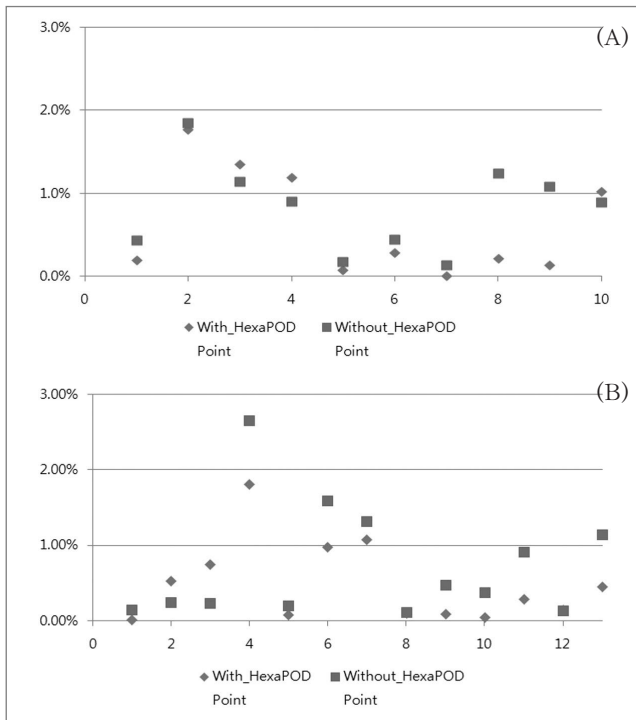 3.0%
(A)
2.0%
1.0%
0.0%
0 2 4 6 8 10
With_HexaPOD Without_HexaPOD
Point Point
3.00%
(B)
2.00%
1.00%
0.00%
0 2 4 6 8 10 12
With_HexaPOD Without_HexaPOD
Point Point